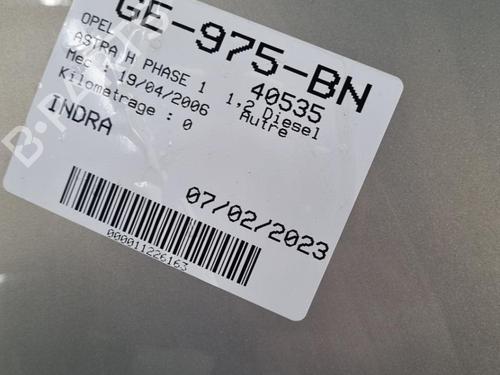 GE-975-BN
OPEL
40535
ASTRA H PHASE 1
1,2 Diesel
Mec : 19/04/2006
Autre
Kilometrage : 0
INDRA
07/02/2023
000011226163
B-PARTS